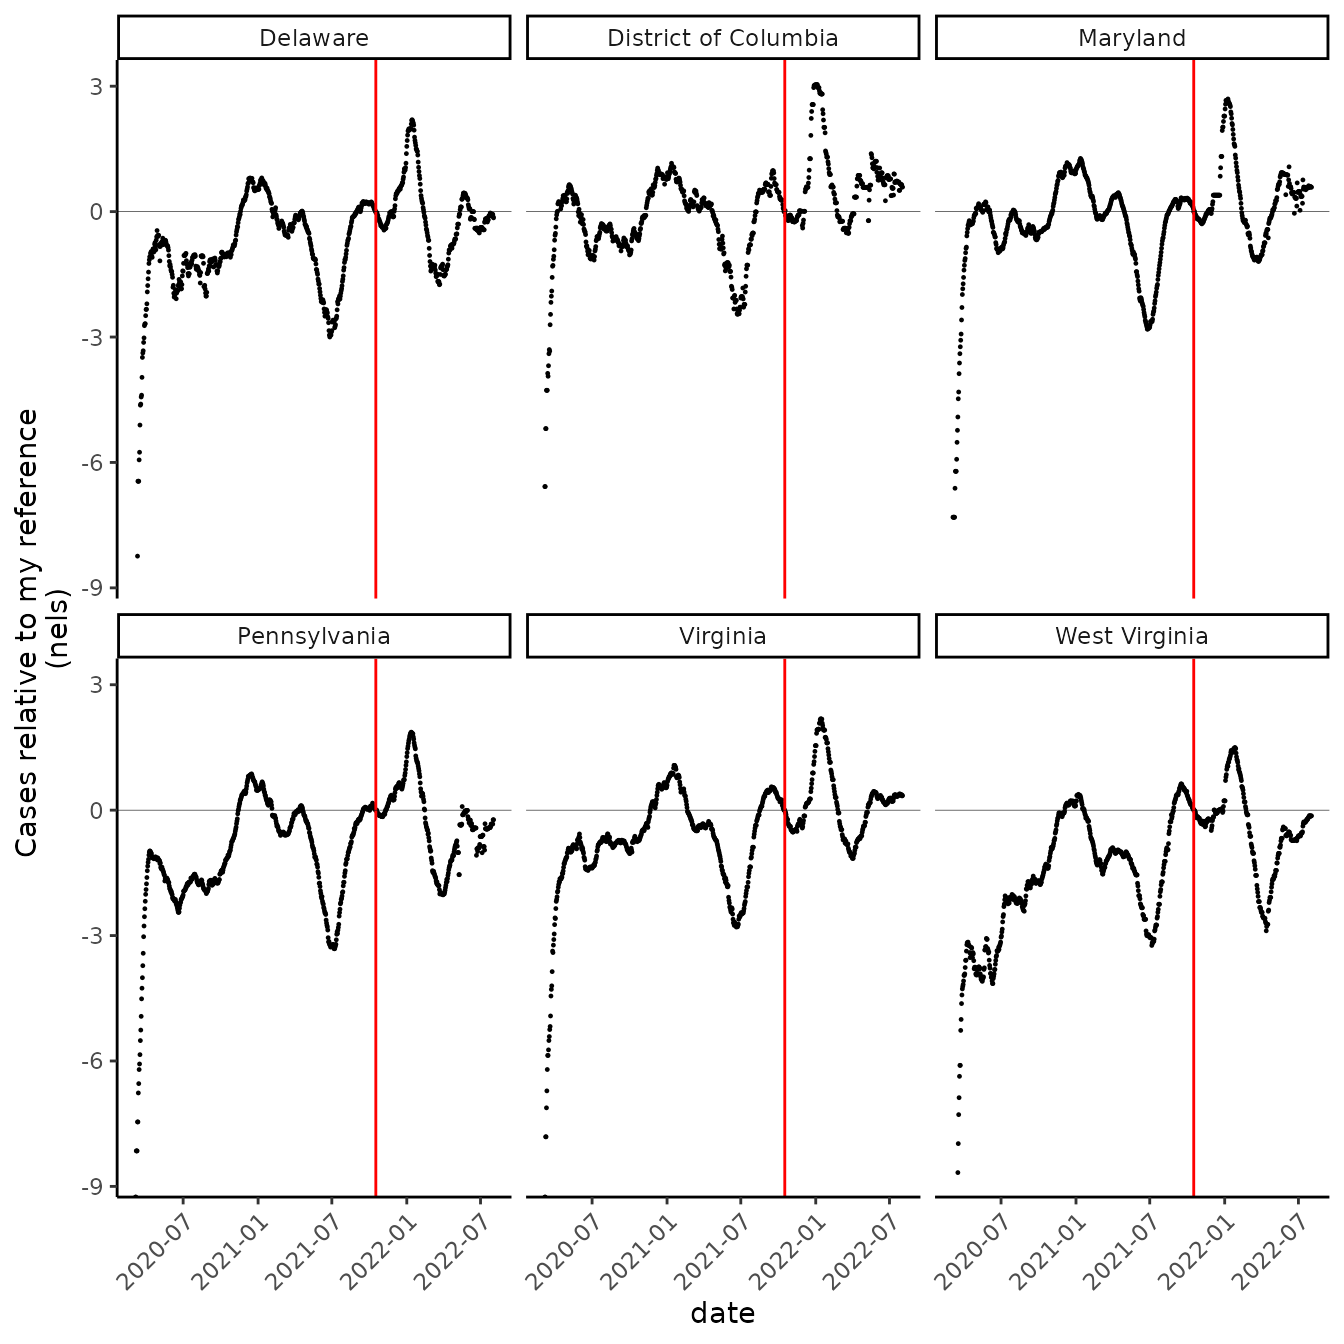 Delaware
District of Columbia
Maryland
3
0
-3
-6
-9
Pennsylvania
Virginia
West Virginia
3
0
-3
-6
-9
Cases relative to my reference
(nels)
2020-07
2021-01
2021-07
2022-01
2022-07
2020-07
2021-01
2021-07
2022-01
2022-07
2020-07
2021-01
2021-07
2022-01
2022-07
date